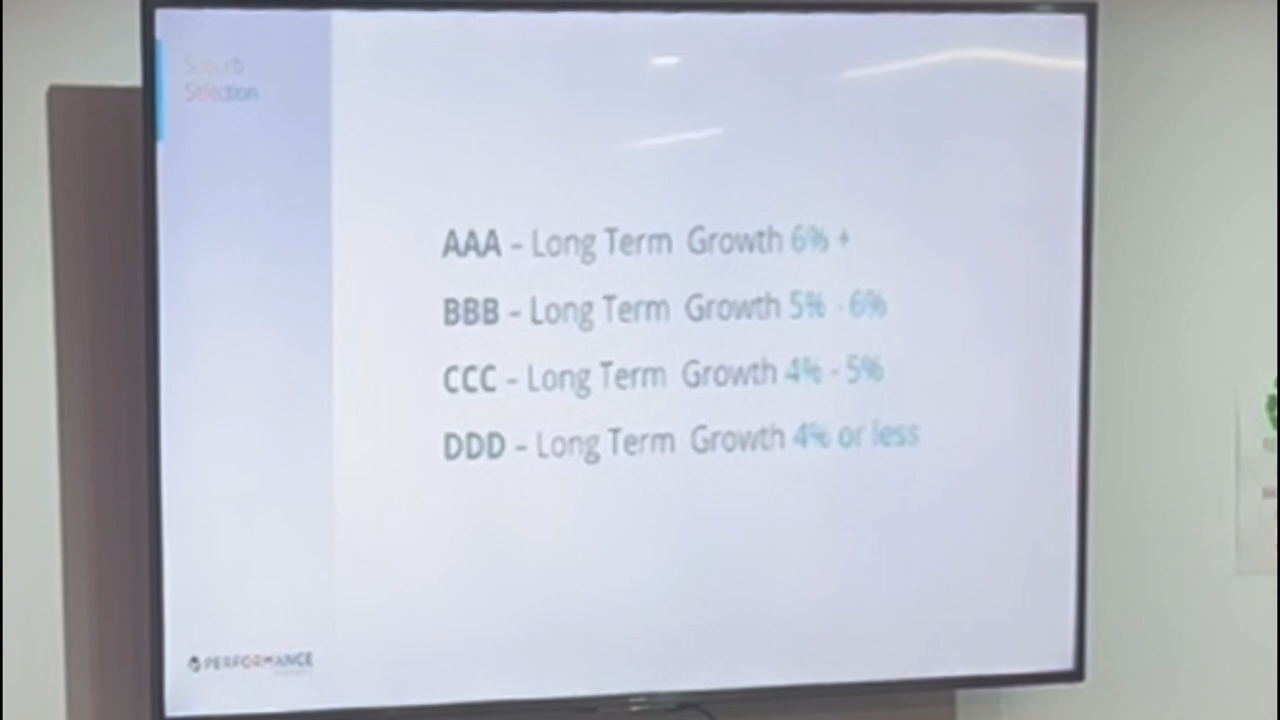 Suburb
Selection
AAA – Long Term Growth 6% +
BBB – Long Term Growth 5% - 6%
CCC – Long Term Growth 4% - 5%
DDD – Long Term Growth 4% or less
PERFORMANCE